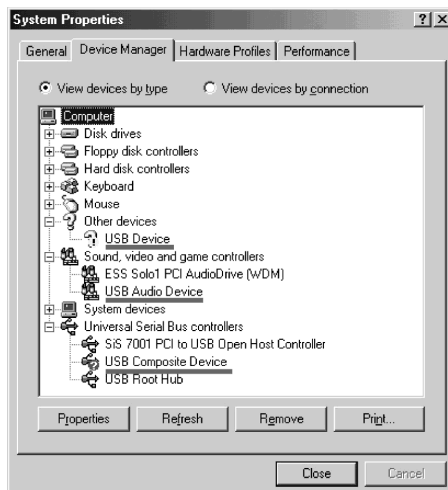 System Properties
General Device Manager Hardware Profiles Performance
View devices by type View devices by connection
Computer
Disk drives
Floppy disk controllers
Hard disk controllers
Keyboard
Mouse
Other devices
USB Device
Sound, video and game controllers
ESS Solo1 PCI AudioDrive (WDM)
USB Audio Device
System devices
Universal Serial Bus controllers
SiS 7001 PCI to USB Open Host Controller
USB Composite Device
USB Root Hub
Properties Refresh Remove Print...
Close Cancel